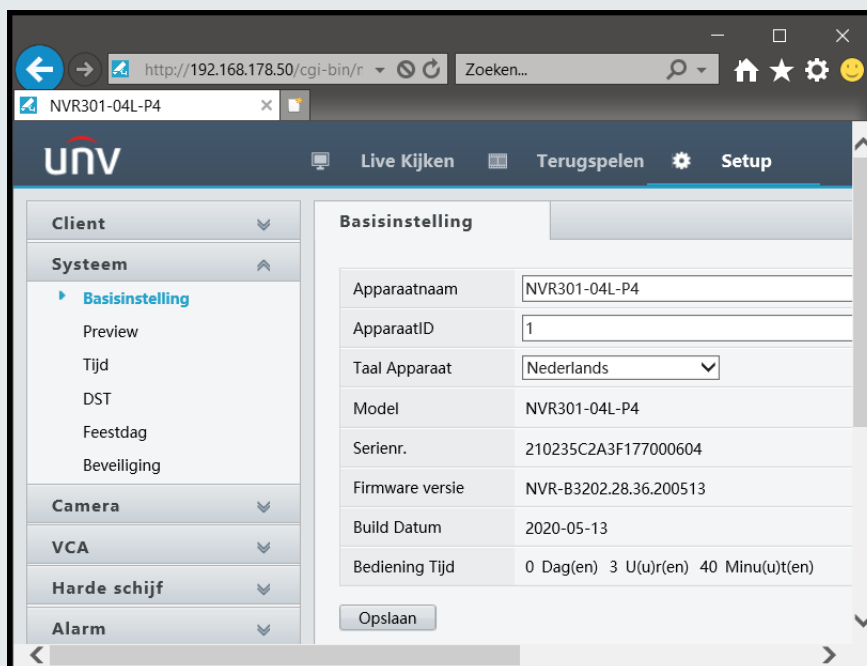 http://192.168.178.50/cgi-bin/r
Zoeken...
NVR301-04L-P4
unv
Live Kijken
Terugspelen
Setup
Client
Systeem
Basisinstelling
Preview
Tijd
DST
Feestdag
Beveiliging
Camera
VCA
Harde schijf
Alarm
Basisinstelling
Apparaatnaam NVR301-04L-P4
ApparaatID 1
Taal Apparaat Nederlands
Model NVR301-04L-P4
Serienr. 210235C2A3F177000604
Firmware versie NVR-B3202.28.36.200513
Build Datum 2020-05-13
Bediening Tijd 0 Dag(en) 3 U(u)r(en) 40 Minu(u)t(en)
Opslaan